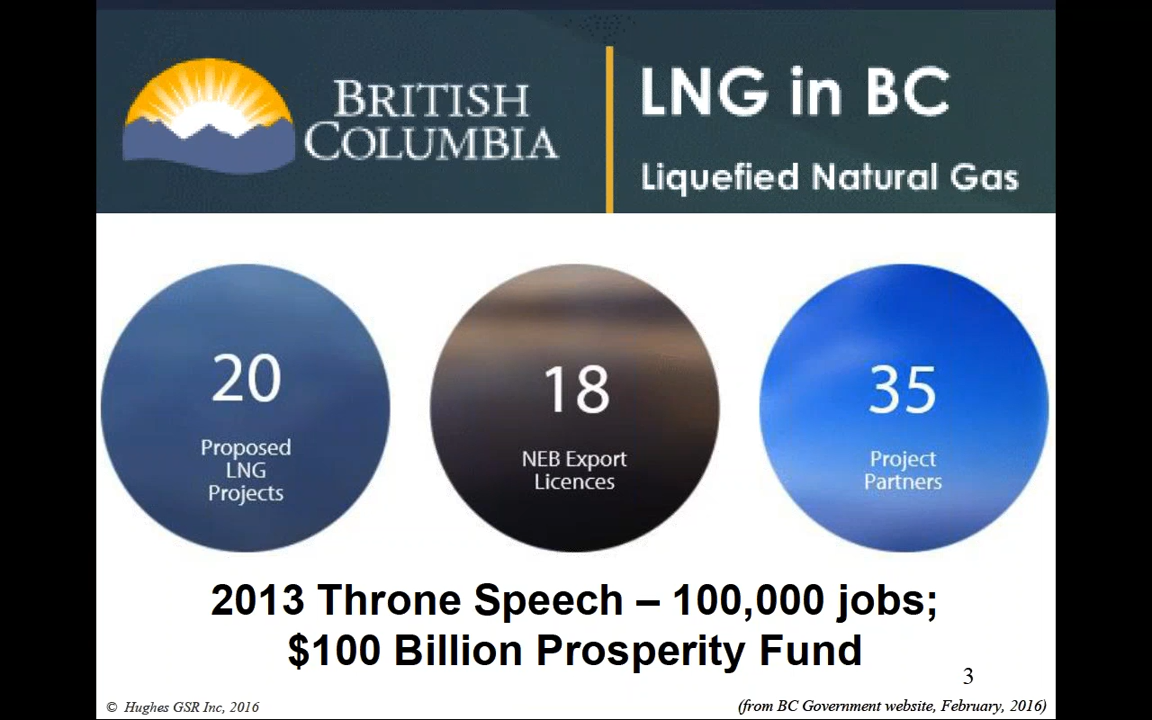 BRITISH
COLUMBIA
LNG in BC
Liquefied Natural Gas
20
Proposed
LNG
Projects
18
NEB Export
Licences
35
Project
Partners
2013 Throne Speech – 100,000 jobs;
$100 Billion Prosperity Fund
3
© Hughes GSR Inc, 2016
(from BC Government website, February, 2016)